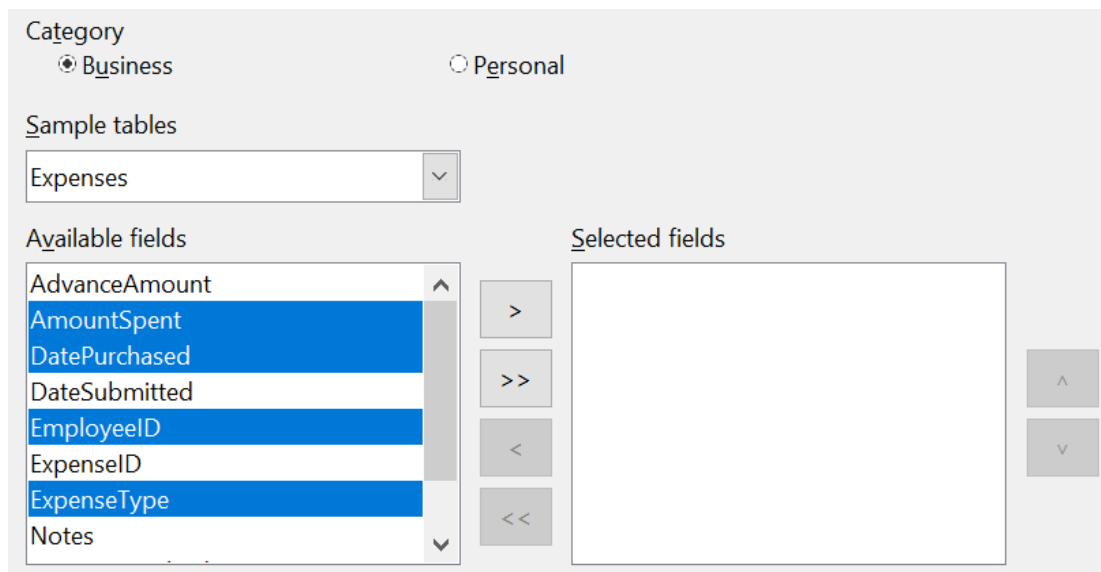 Category
Business Personal
Sample tables
Expenses
Available fields Selected fields
AdvanceAmount
AmountSpent
>
DatePurchased
>>
DateSubmitted
^
EmployeeID
<
v
ExpenseID
ExpenseType
<<
Notes